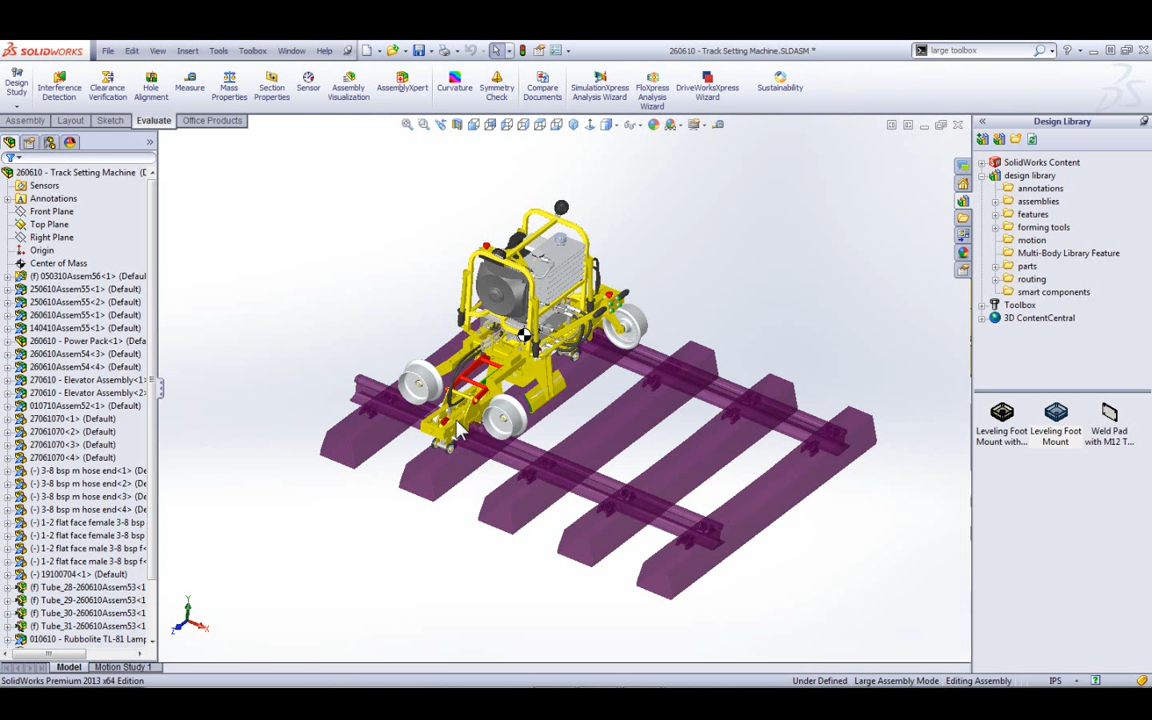 SOLIDWORKS File Edit View Insert Tools Toolbox Window Help 260610 - Track Setting Machine.SLDASM * large toolbox
Design Study
Interference Detection
Clearance Verification
Hole Alignment
Measure
Mass Properties
Section Properties
Sensor
Assembly Visualization
AssemblyXpert
Curvature
Symmetry Check
Compare Documents
SimulationXpress Analysis Wizard
FloXpress Analysis Wizard
DriveWorksXpress Wizard
Sustainability
Assembly Layout Sketch Evaluate Office Products
260610 - Track Setting Machine (D
Sensors
Annotations
Front Plane
Top Plane
Right Plane
Origin
Center of Mass
(f) 050310Assem56<1> (Defaul
250610Assem55<1> (Default)
250610Assem55<2> (Default)
260610Assem55<1> (Default)
140410Assem55<1> (Default)
260610 - Power Pack<1> (Defau
260610Assem54<3> (Default)
260610Assem54<4> (Default)
270610 - Elevator Assembly<1>
270610 - Elevator Assembly<2>
010710Assem52<1> (Default)
27061070<1> (Default)
27061070<2> (Default)
27061070<3> (Default)
27061070<4> (Default)
(-) 3-8 bsp m hose end<1> (Def
(-) 3-8 bsp m hose end<2> (Def
(-) 3-8 bsp m hose end<3> (Def
(-) 3-8 bsp m hose end<4> (Def
(-) 1-2 flat face female 3-8 bsp
(-) 1-2 flat face female 3-8 bsp
(-) 1-2 flat face male 3-8 bsp f<
(-) 1-2 flat face male 3-8 bsp f<
(-) 19100704<1> (Default)
(f) Tube_28-260610Assem53<1
(f) Tube_29-260610Assem53<1
(f) Tube_30-260610Assem53<1
(f) Tube_31-260610Assem53<1
010610 - Rubbolite TL-81 Lamp
Y
X
Z
Design Library
SolidWorks Content
design library
annotations
assemblies
features
forming tools
motion
Multi-Body Library Feature
parts
routing
smart components
Toolbox
3D ContentCentral
Leveling Foot Mount with...
Leveling Foot Mount
Weld Pad with M12 T...
Model Motion Study 1
SolidWorks Premium 2013 x64 Edition Under Defined Large Assembly Mode Editing Assembly IPS